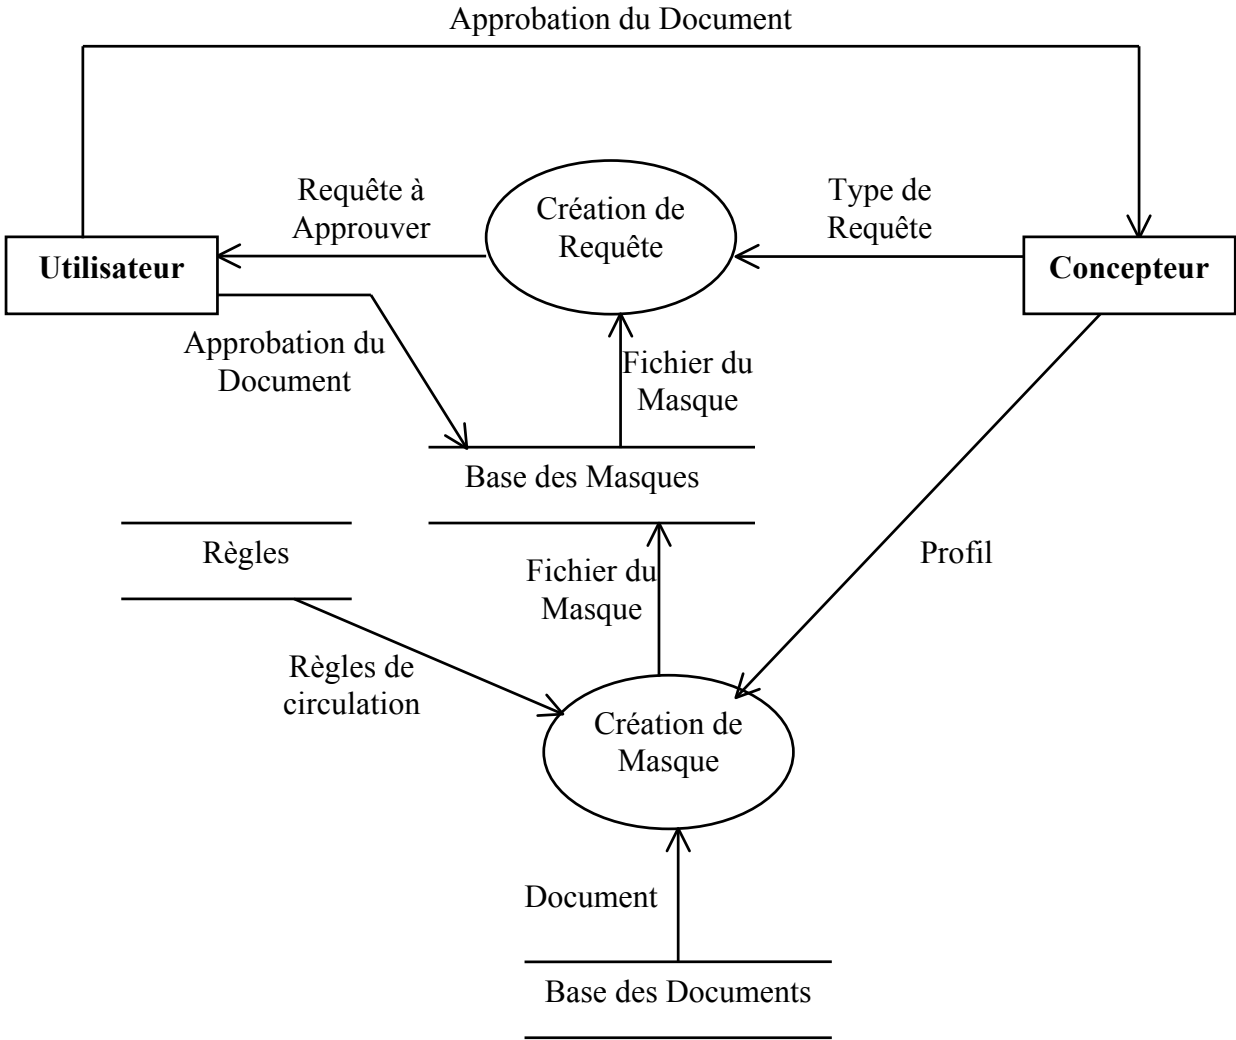 Approbation du Document
Requête à
Approuver
Création de
Requête
Type de
Requête
Utilisateur
Concepteur
Approbation du
Document
Fichier du
Masque
Base des Masques
Règles
Fichier du
Masque
Profil
Règles de
circulation
Création de
Masque
Document
Base des Documents